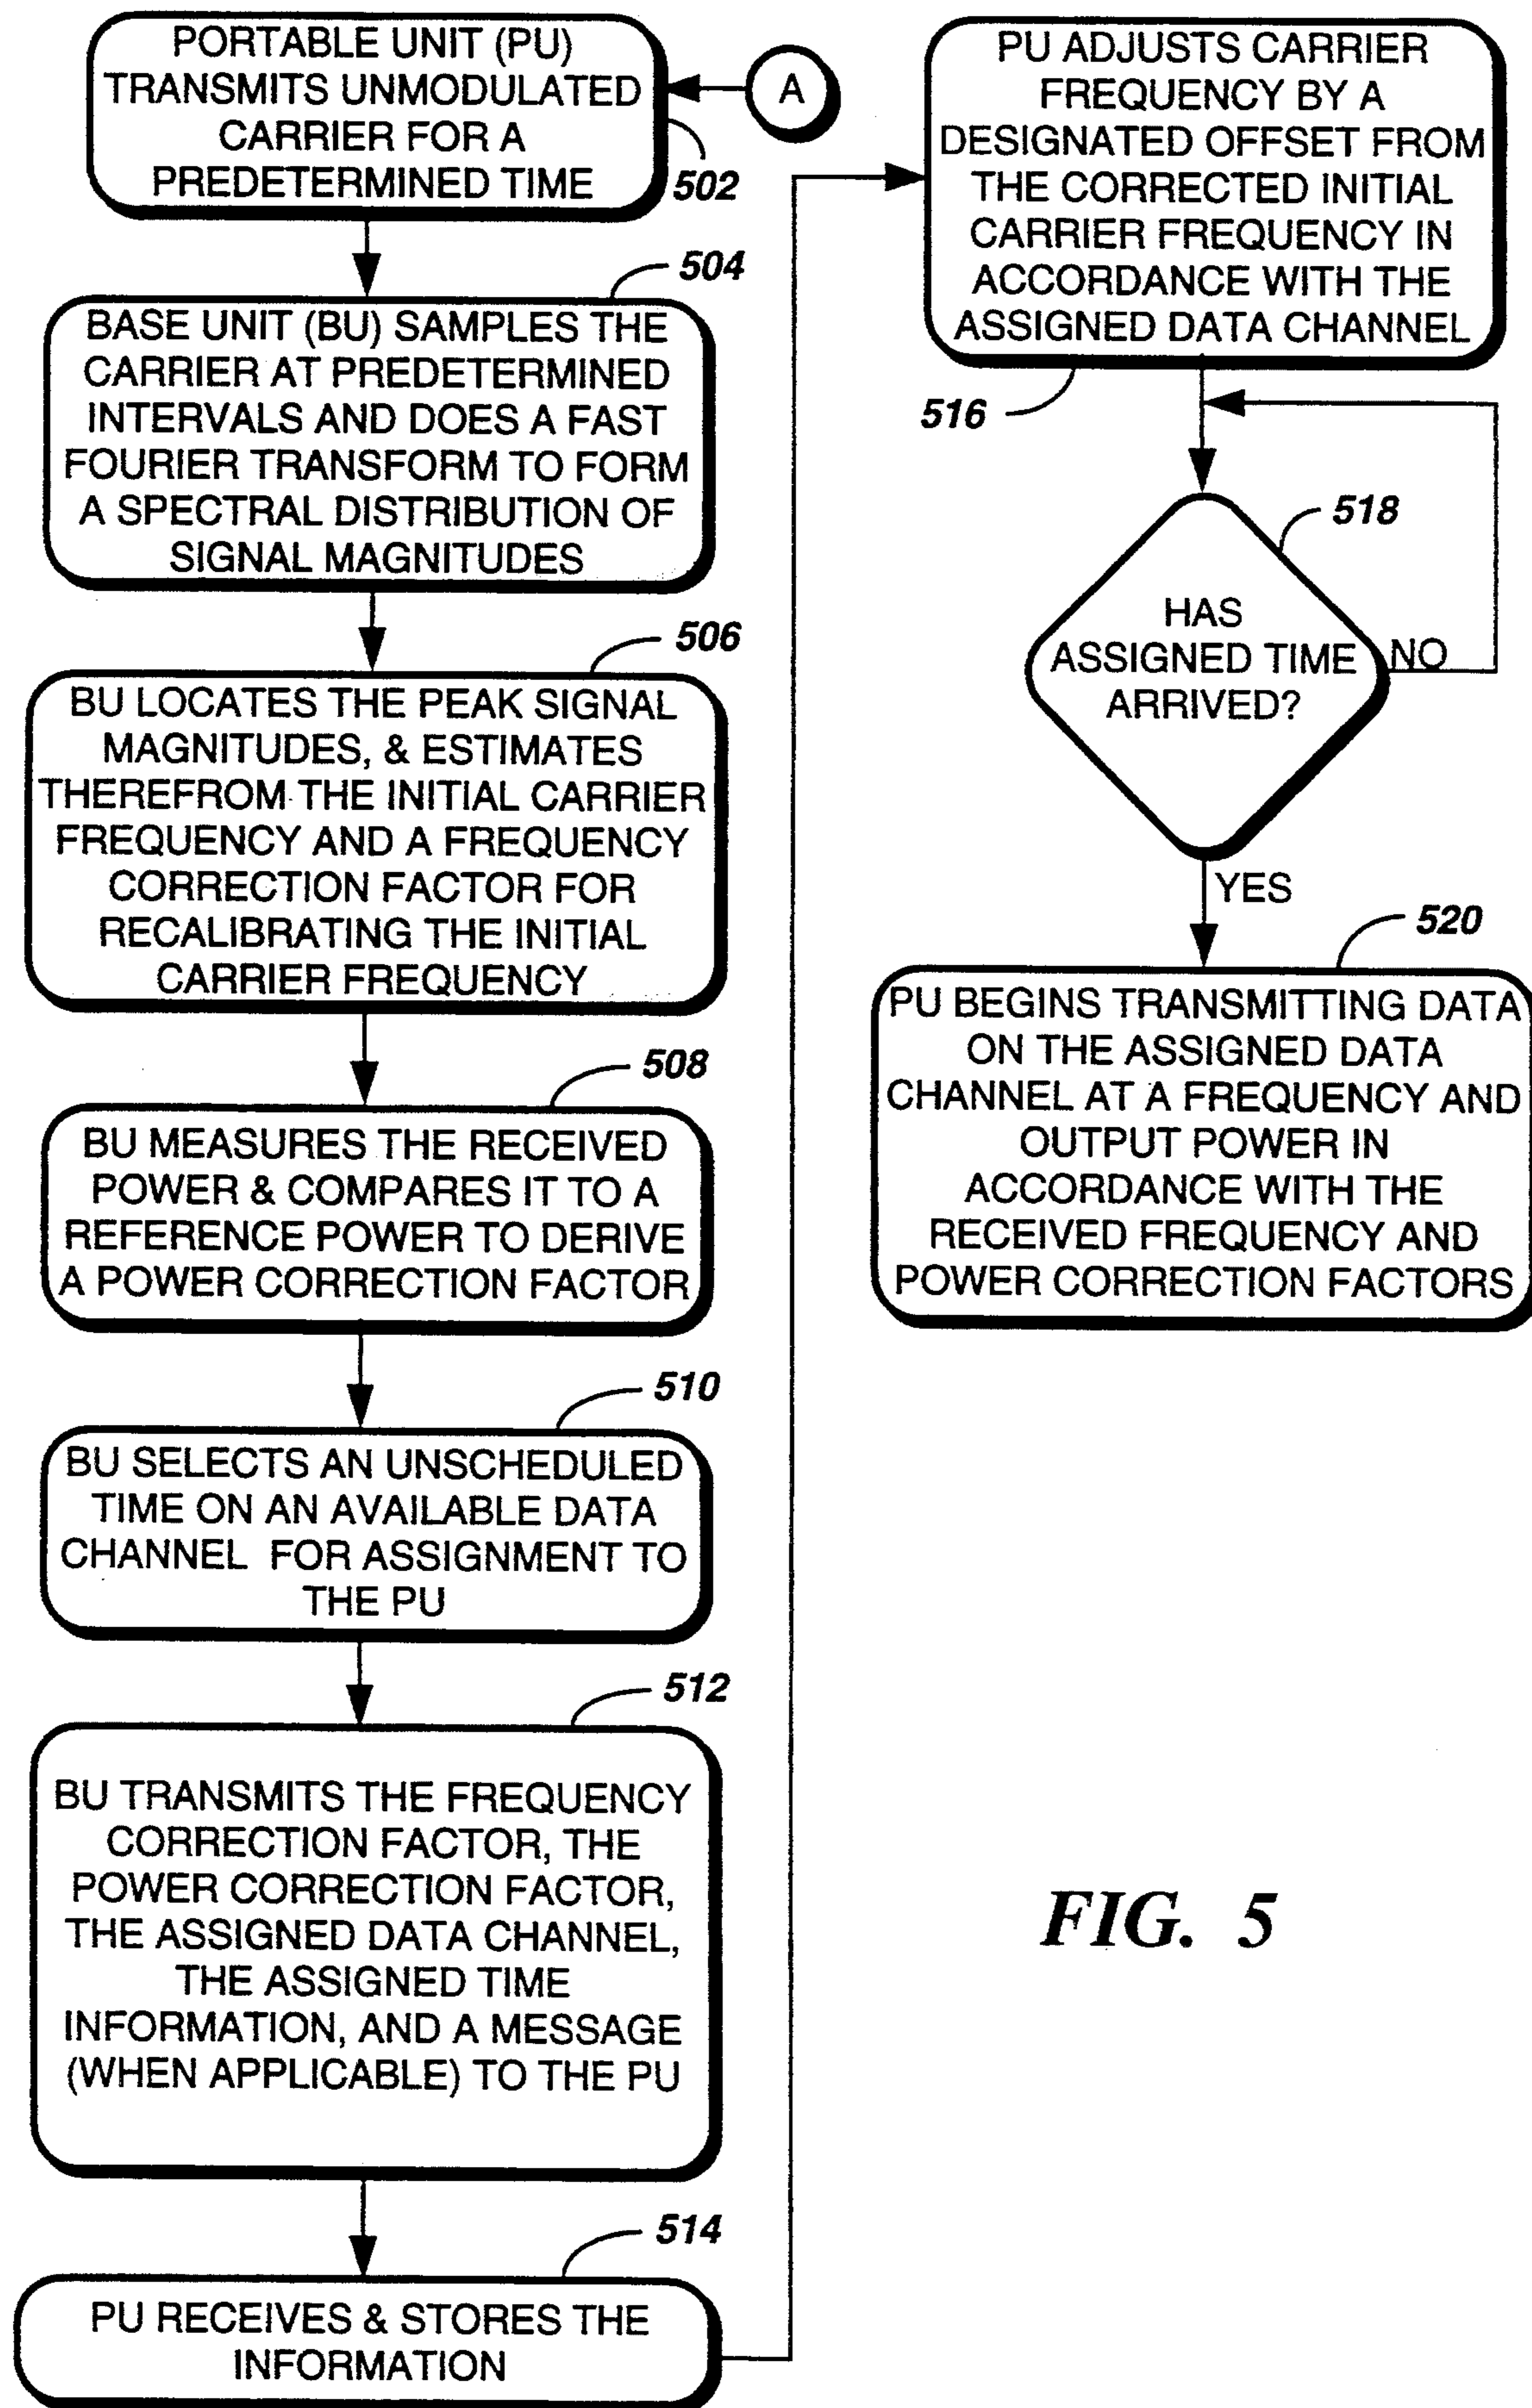 PORTABLE UNIT (PU)
TRANSMITS UNMODULATED
CARRIER FOR A
PREDETERMINED TIME
502
A
504
BASE UNIT (BU) SAMPLES THE
CARRIER AT PREDETERMINED
INTERVALS AND DOES A FAST
FOURIER TRANSFORM TO FORM
A SPECTRAL DISTRIBUTION OF
SIGNAL MAGNITUDES
506
BU LOCATES THE PEAK SIGNAL
MAGNITUDES, & ESTIMATES
THEREFROM THE INITIAL CARRIER
FREQUENCY AND A FREQUENCY
CORRECTION FACTOR FOR
RECALIBRATING THE INITIAL
CARRIER FREQUENCY
508
BU MEASURES THE RECEIVED
POWER & COMPARES IT TO A
REFERENCE POWER TO DERIVE
A POWER CORRECTION FACTOR
510
BU SELECTS AN UNSCHEDULED
TIME ON AN AVAILABLE DATA
CHANNEL FOR ASSIGNMENT TO
THE PU
512
BU TRANSMITS THE FREQUENCY
CORRECTION FACTOR, THE
POWER CORRECTION FACTOR,
THE ASSIGNED DATA CHANNEL,
THE ASSIGNED TIME
INFORMATION, AND A MESSAGE
(WHEN APPLICABLE) TO THE PU
514
PU RECEIVES & STORES THE
INFORMATION
PU ADJUSTS CARRIER
FREQUENCY BY A
DESIGNATED OFFSET FROM
THE CORRECTED INITIAL
CARRIER FREQUENCY IN
ACCORDANCE WITH THE
ASSIGNED DATA CHANNEL
516
518
HAS
ASSIGNED TIME
ARRIVED?
NO
YES
520
PU BEGINS TRANSMITTING DATA
ON THE ASSIGNED DATA
CHANNEL AT A FREQUENCY AND
OUTPUT POWER IN
ACCORDANCE WITH THE
RECEIVED FREQUENCY AND
POWER CORRECTION FACTORS
FIG. 5